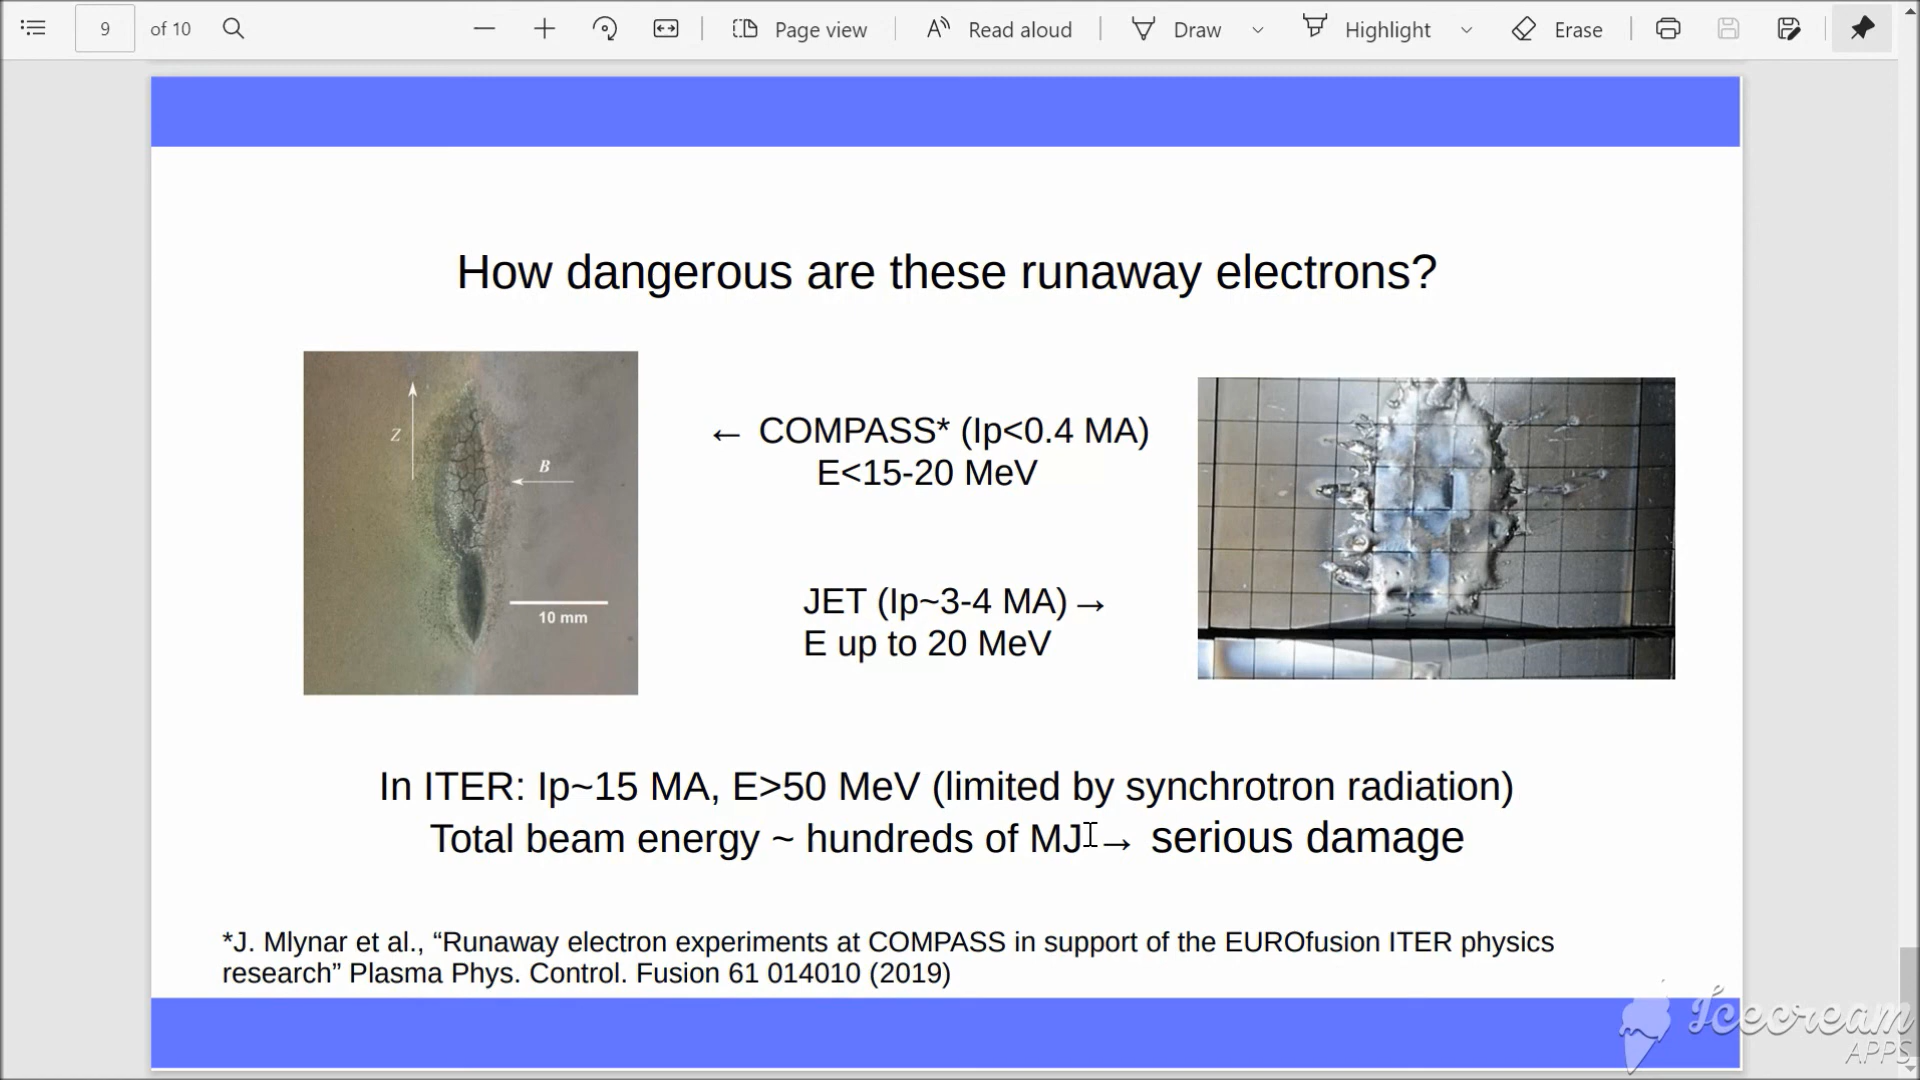 9 of 10 Page view Read aloud Draw Highlight Erase
How dangerous are these runaway electrons?
Z
B
10 mm
← COMPASS* (Ip<0.4 MA)
E<15-20 MeV
JET (Ip~3-4 MA) →
E up to 20 MeV
In ITER: Ip~15 MA, E>50 MeV (limited by synchrotron radiation)
Total beam energy ~ hundreds of MJ → serious damage
*J. Mlynar et al., “Runaway electron experiments at COMPASS in support of the EUROfusion ITER physics
research” Plasma Phys. Control. Fusion 61 014010 (2019)
Icecream
APPS